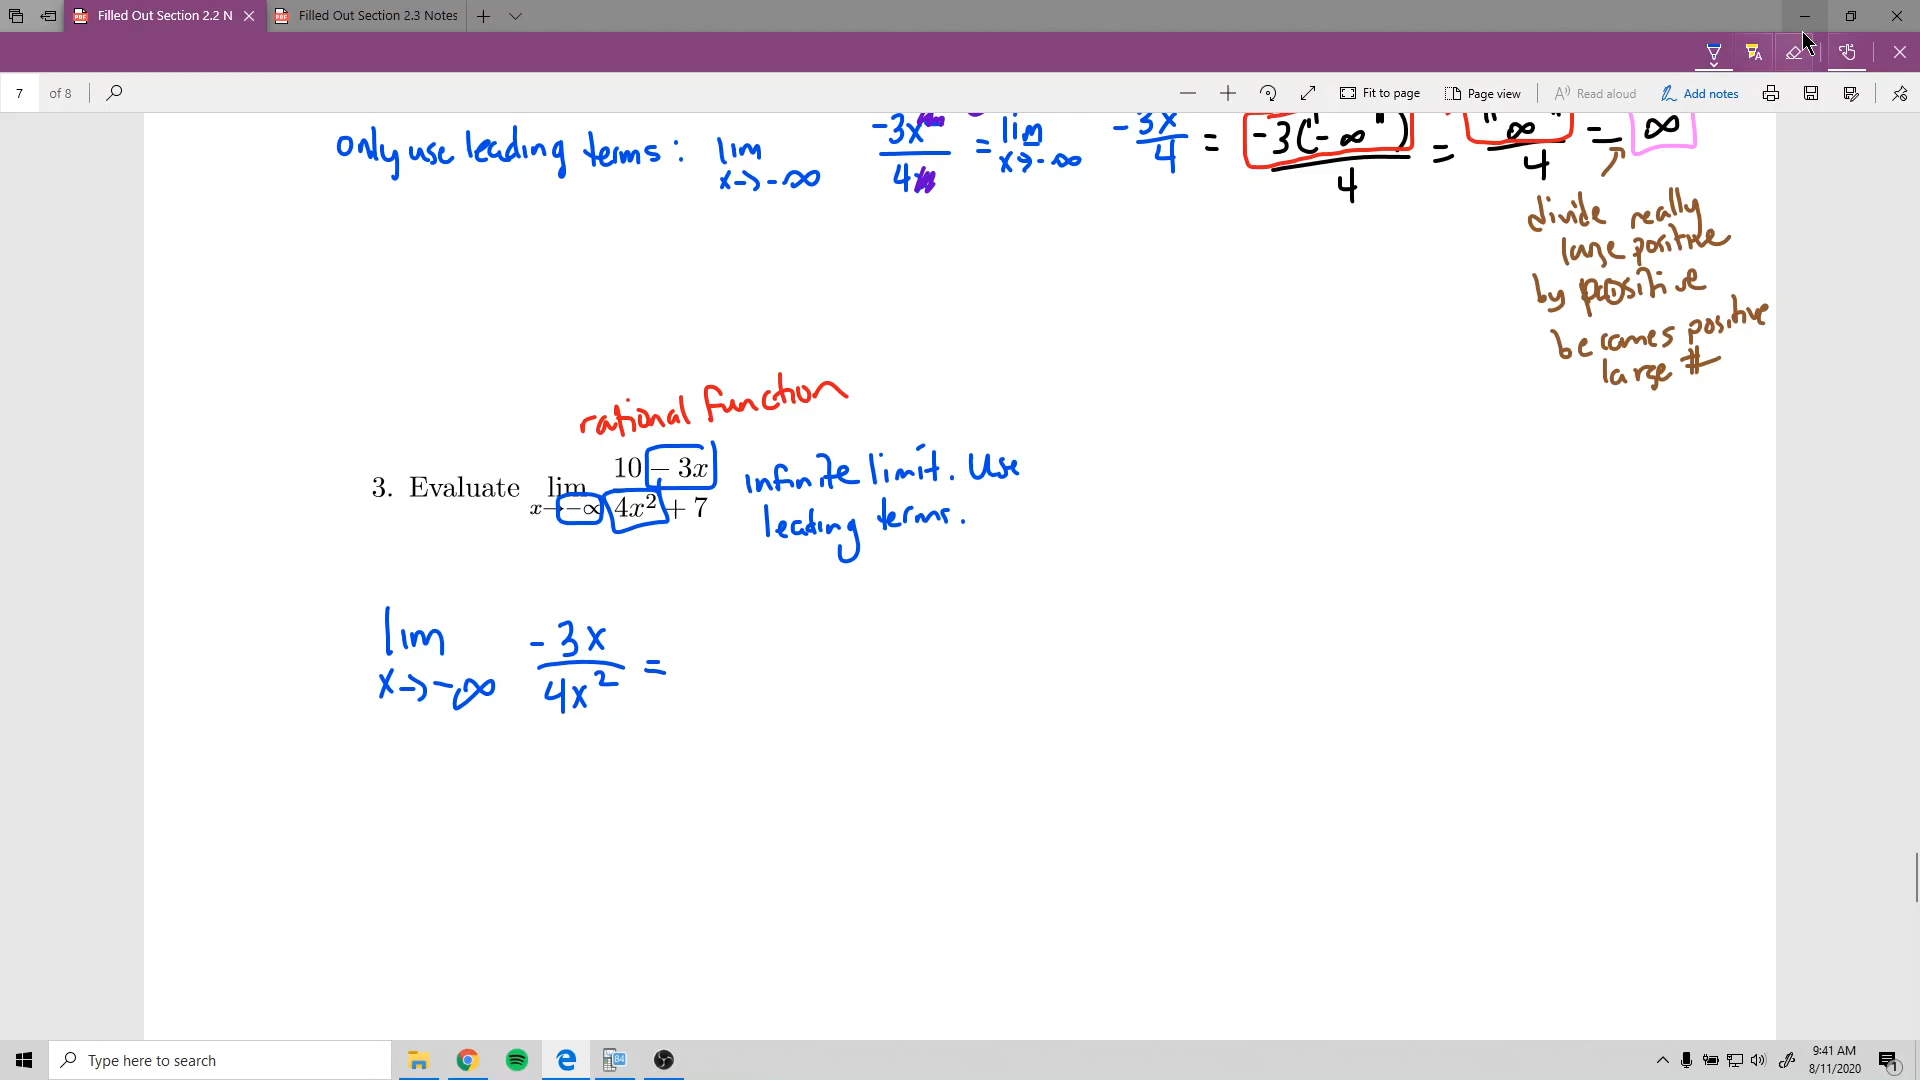 Filled Out Section 2.2 N
Filled Out Section 2.3 Notes
7 of 8
Fit to page
Page view
Read aloud
Add notes
only use leading terms : lim x→-∞ -3x / 4 = lim x→-∞ -3x / 4 = -3("-∞") / 4 = "∞" / 4 = ∞
divide really
large positive
by positive
becomes positive
large #
rational function
3. Evaluate lim x→-∞ 10 − 3x / 4x² + 7
infinite limit. Use
leading terms.
lim x→-∞ -3x / 4x² =
Type here to search
84
9:41 AM
8/11/2020
1